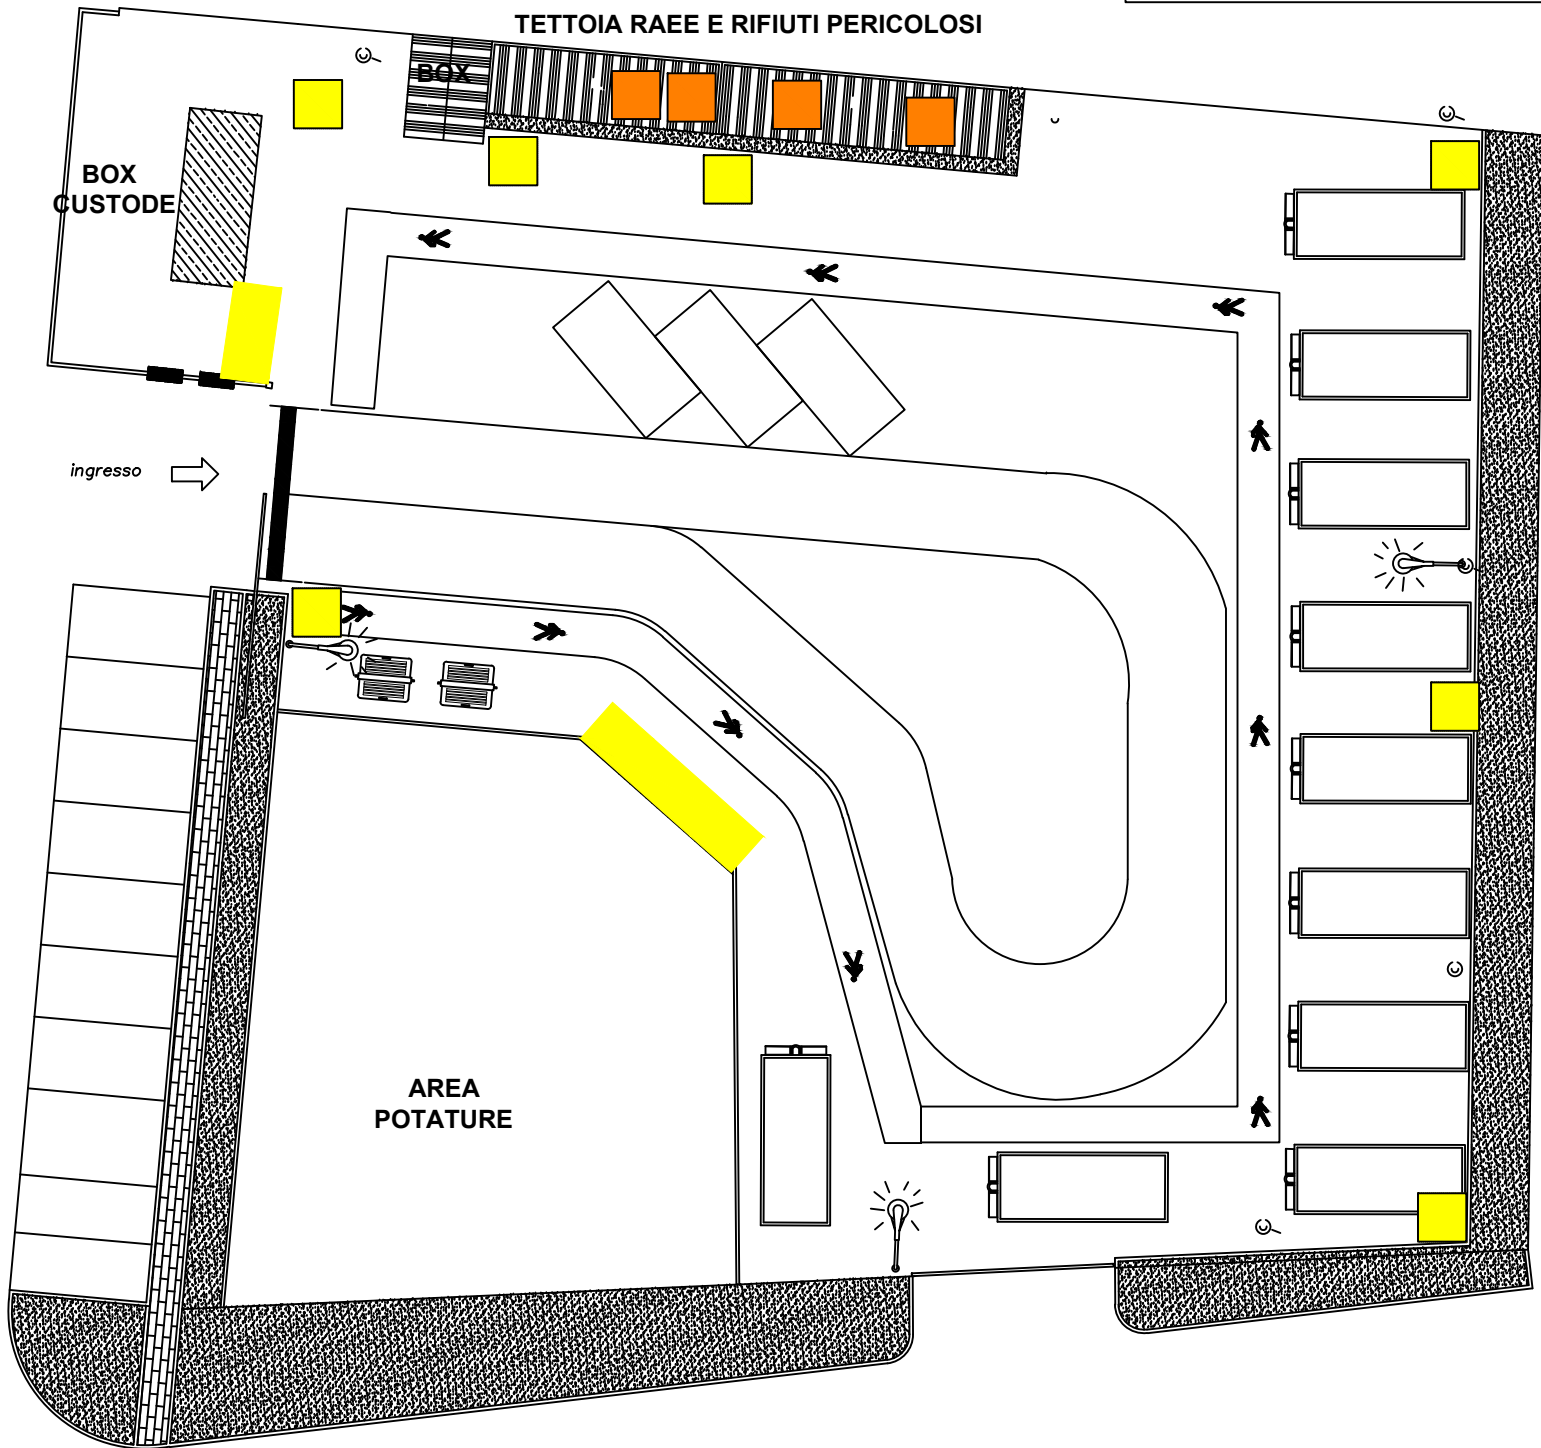 TETTOIA RAEE E RIFIUTI PERICOLOSI
BOX
BOX
CUSTODE
ingresso
AREA
POTATURE